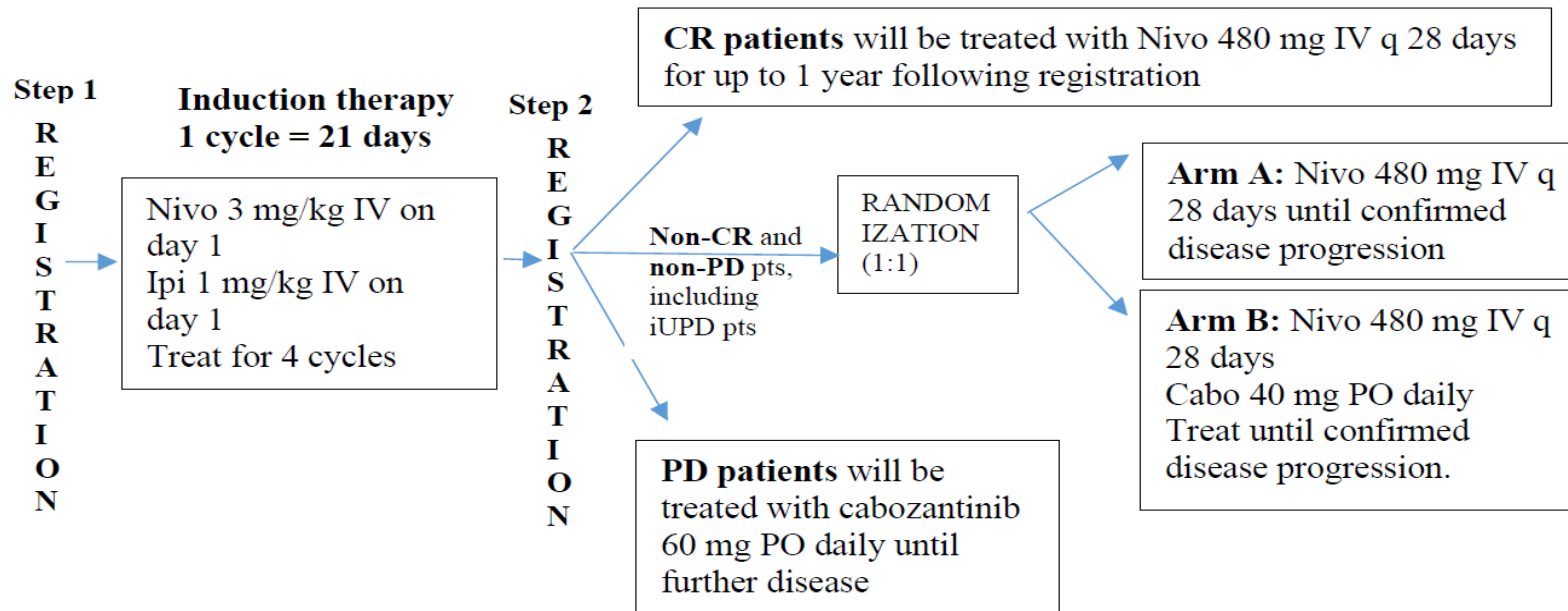 Step 1
REGISTRATION
Induction therapy
1 cycle = 21 days
Nivo 3 mg/kg IV on
day 1
Ipi 1 mg/kg IV on
day 1
Treat for 4 cycles
Step 2
REGISTRATION
CR patients will be treated with Nivo 480 mg IV q 28 days
for up to 1 year following registration
Non-CR and
non-PD pts,
including
iUPD pts
RANDOM
IZATION
(1:1)
Arm A: Nivo 480 mg IV q
28 days until confirmed
disease progression
Arm B: Nivo 480 mg IV q
28 days
Cabo 40 mg PO daily
Treat until confirmed
disease progression.
PD patients will be
treated with cabozantinib
60 mg PO daily until
further disease